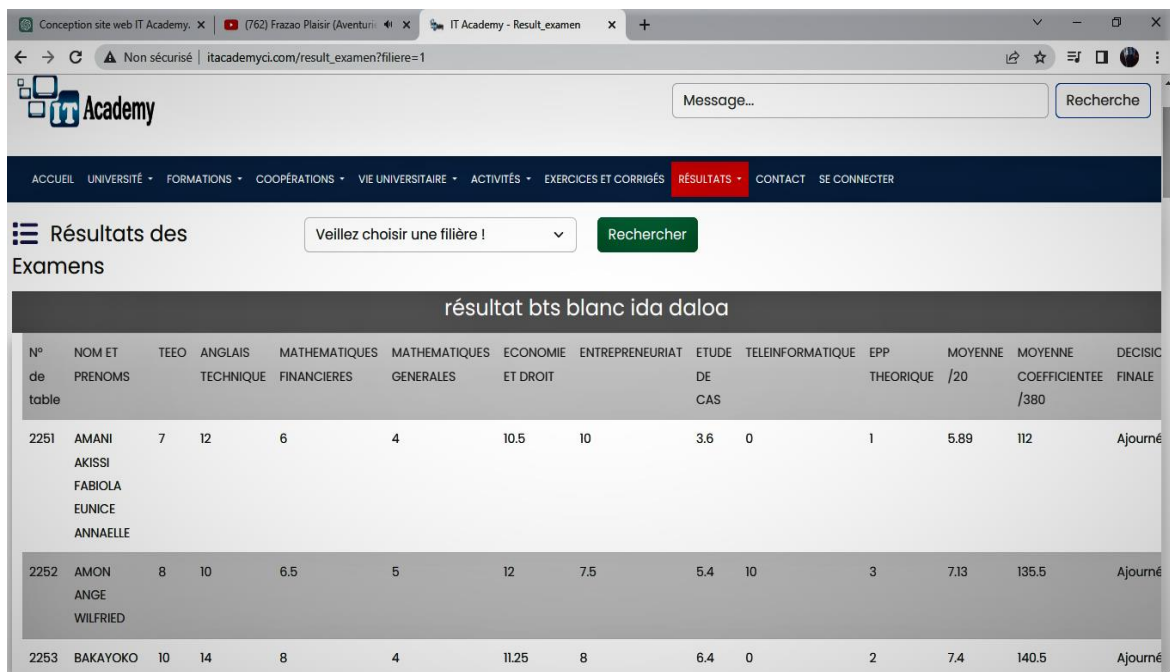 Conception site web IT Academy.
(762) Frazao Plaisir (Aventuri
IT Academy - Result_examen
Non sécurisé | itacademyci.com/result_examen?filiere=1
IT Academy
Message...
Recherche
ACCUEIL UNIVERSITÉ FORMATIONS COOPÉRATIONS VIE UNIVERSITAIRE ACTIVITÉS EXERCICES ET CORRIGÉS RÉSULTATS CONTACT SE CONNECTER
Résultats des
Examens
Veillez choisir une filière !
Rechercher
résultat bts blanc ida daloa
N° NOM ET TEEO ANGLAIS MATHEMATIQUES MATHEMATIQUES ECONOMIE ENTREPRENEURIAT ETUDE TELEINFORMATIQUE EPP MOYENNE MOYENNE DECISIO
de PRENOMS TECHNIQUE FINANCIERES GENERALES ET DROIT DE THEORIQUE /20 COEFFICIENTEE FINALE
table CAS /380
2251 AMANI 7 12 6 4 10.5 10 3.6 0 1 5.89 112 Ajourné
AKISSI
FABIOLA
EUNICE
ANNAELLE
2252 AMON 8 10 6.5 5 12 7.5 5.4 10 3 7.13 135.5 Ajourné
ANGE
WILFRIED
2253 BAKAYOKO 10 14 8 4 11.25 8 6.4 0 2 7.4 140.5 Ajourné